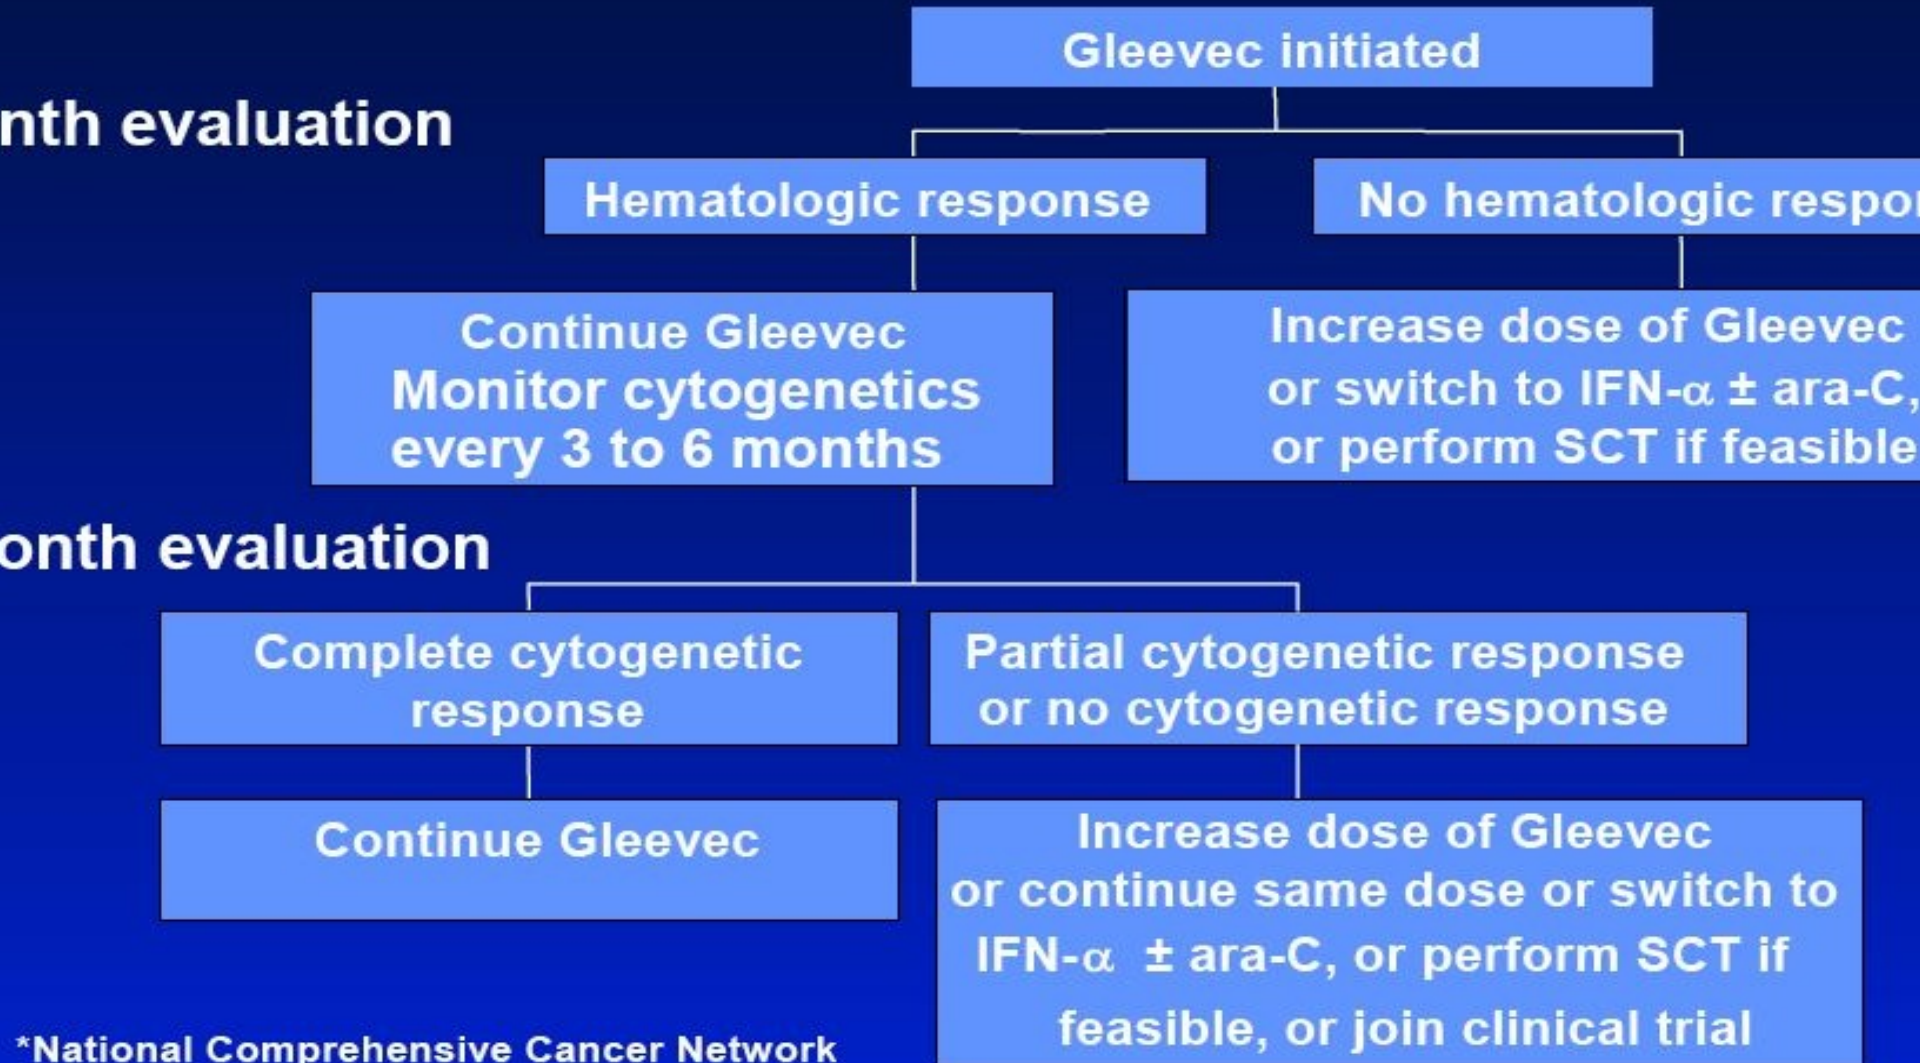 Gleevec initiated
nth evaluation
Hematologic response
No hematologic respo
Continue Gleevec
Monitor cytogenetics
every 3 to 6 months
Increase dose of Gleevec
or switch to IFN-α ± ara-C,
or perform SCT if feasible
onth evaluation
Complete cytogenetic
response
Partial cytogenetic response
or no cytogenetic response
Continue Gleevec
Increase dose of Gleevec
or continue same dose or switch to
IFN-α ± ara-C, or perform SCT if
feasible, or join clinical trial
*National Comprehensive Cancer Network